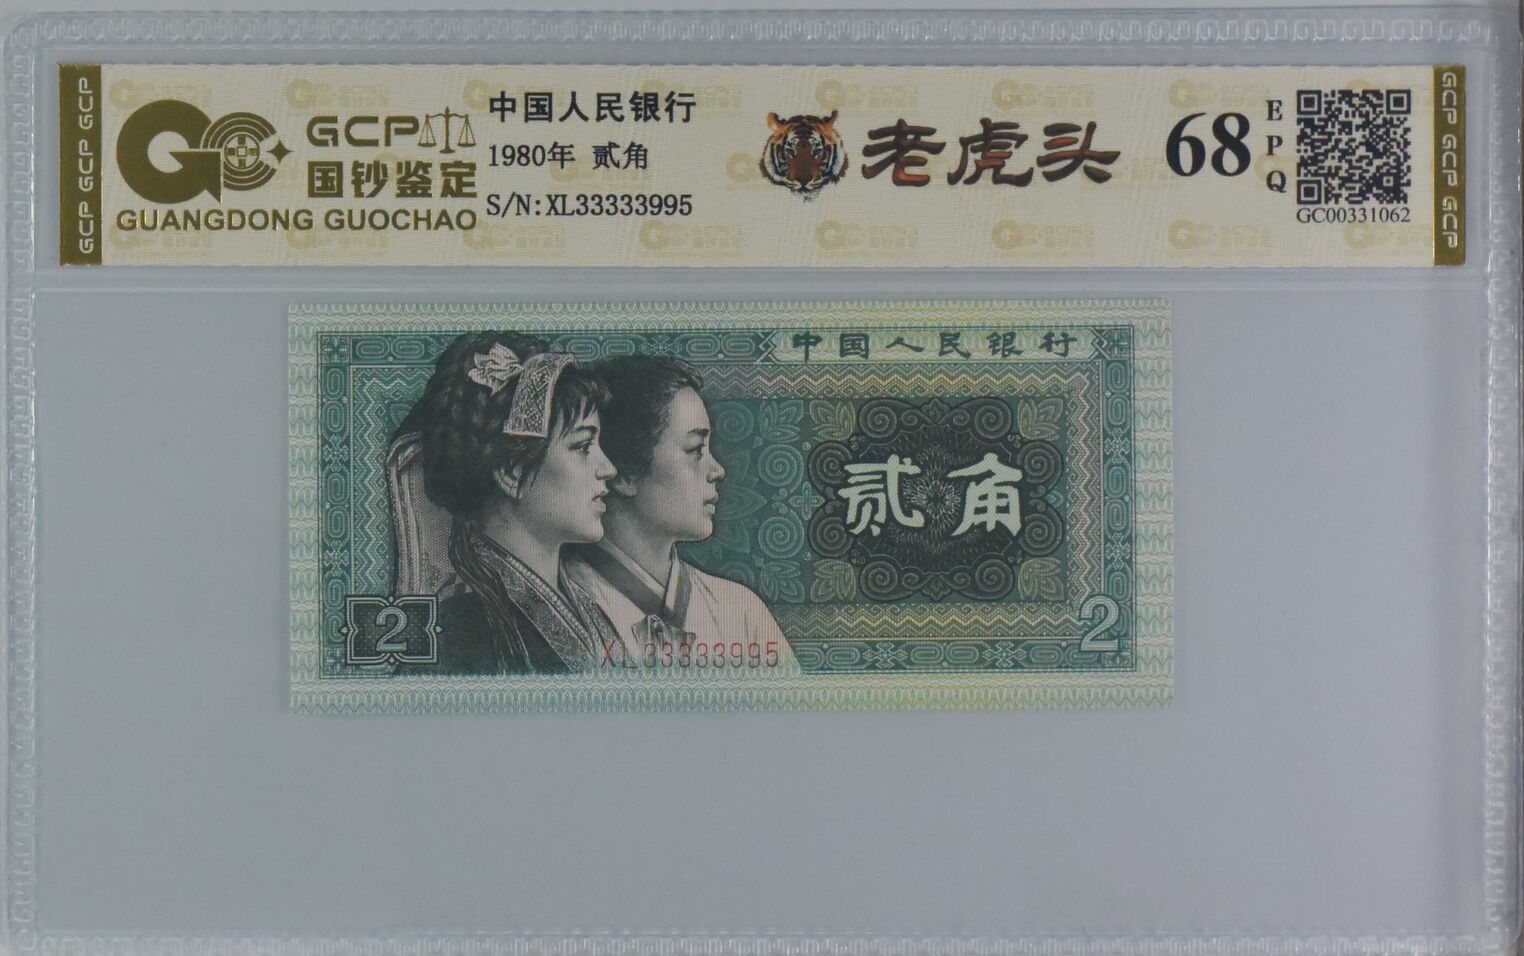 GCP GCP GCP
GCP
国钞鉴定
GUANGDONG GUOCHAO
中国人民银行
1980年 贰角
S/N:XL33333995
老虎头
68
EPQ
GC00331062
GCP GCP GCP
中国人民银行
贰角
2
2
XL33333995